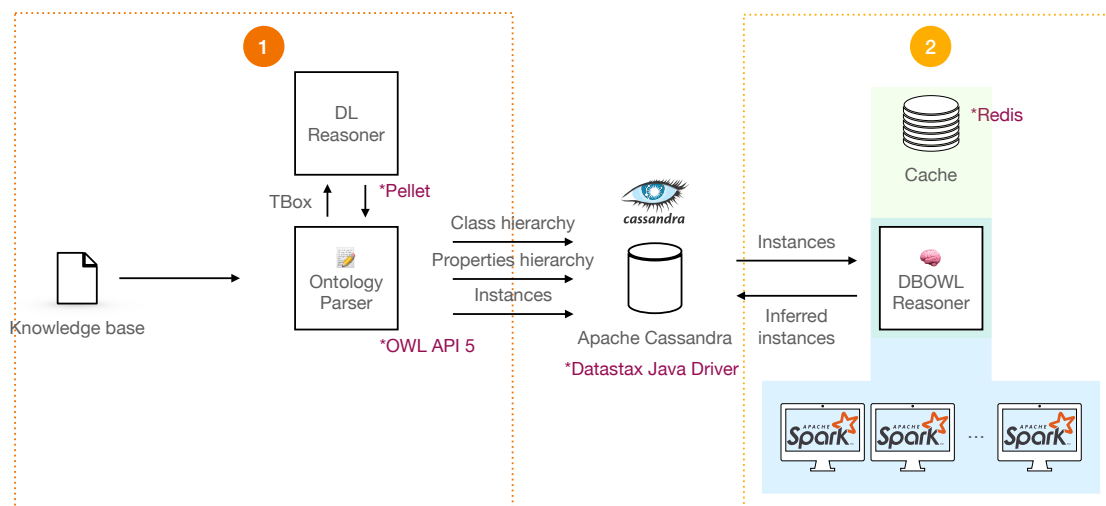 1
2
DL
Reasoner
*Pellet
TBox
Ontology
Parser
*OWL API 5
Knowledge base
Class hierarchy
Properties hierarchy
Instances
cassandra
Apache Cassandra
*Datastax Java Driver
Instances
Inferred
instances
*Redis
Cache
DBOWL
Reasoner
APACHE
Spark
APACHE
Spark
...
APACHE
Spark